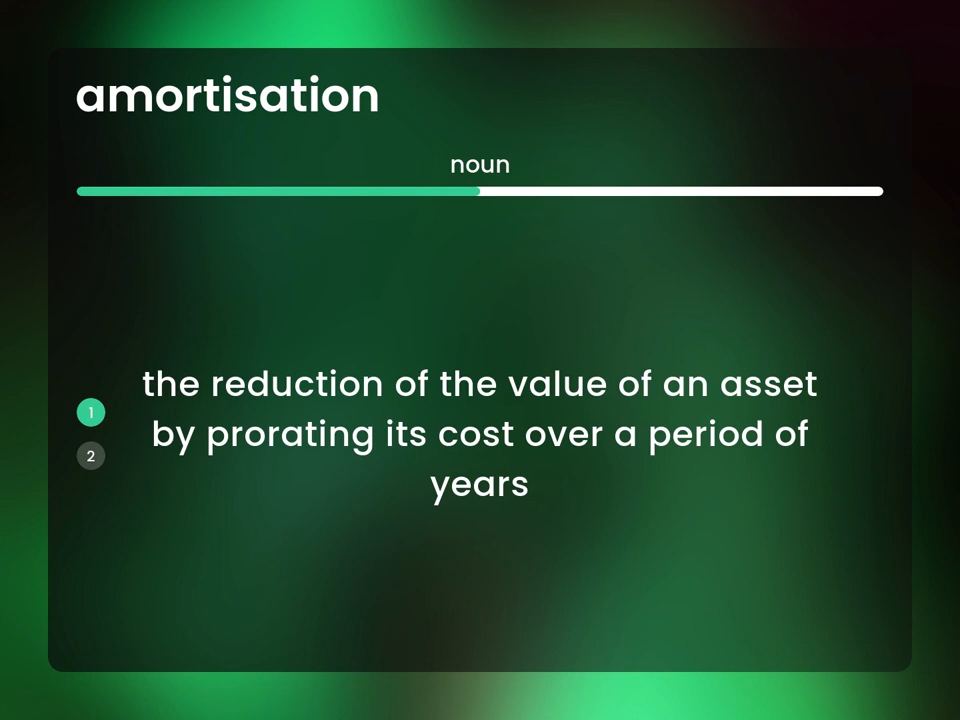 amortisation
noun
the reduction of the value of an asset
1
by prorating its cost over a period of
2
years